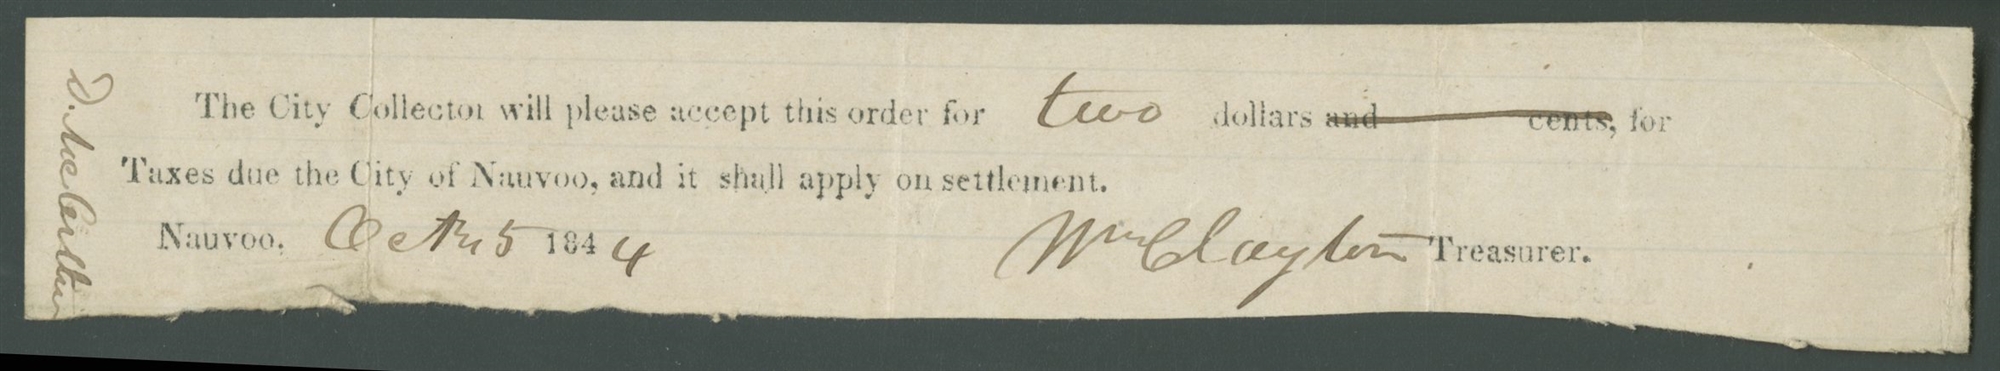 The City Collector will please accept this order for two dollars and cents, for
Taxes due the City of Nauvoo, and it shall apply on settlement.
Nauvoo, Octbr 5 1844 Wm Clayton Treasurer.
D. McArthur